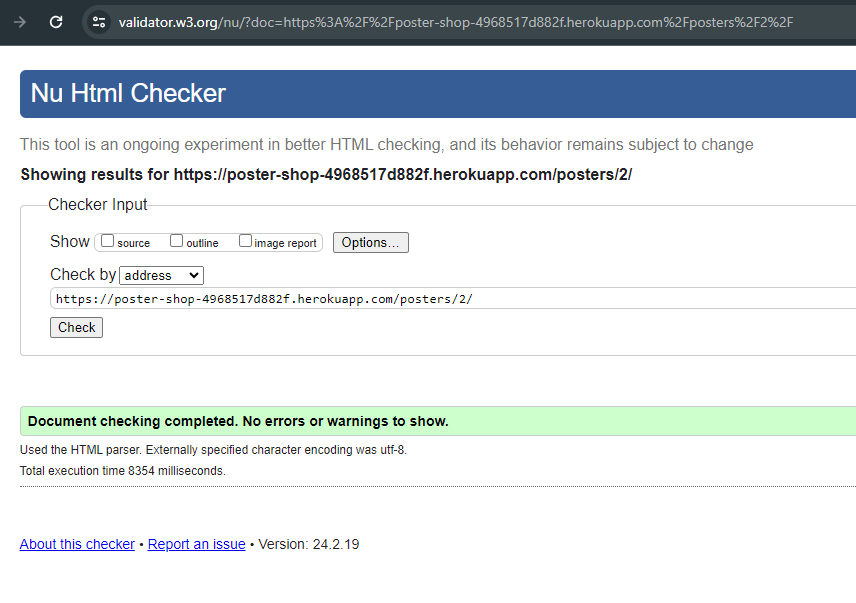 validator.w3.org/nu/?doc=https%3A%2F%2Fposter-shop-4968517d882f.herokuapp.com%2Fposters%2F2%2F
Nu Html Checker
This tool is an ongoing experiment in better HTML checking, and its behavior remains subject to change
Showing results for https://poster-shop-4968517d882f.herokuapp.com/posters/2/
Checker Input
Show source outline image report Options...
Check by address
https://poster-shop-4968517d882f.herokuapp.com/posters/2/
Check
Document checking completed. No errors or warnings to show.
Used the HTML parser. Externally specified character encoding was utf-8.
Total execution time 8354 milliseconds.
About this checker • Report an issue • Version: 24.2.19